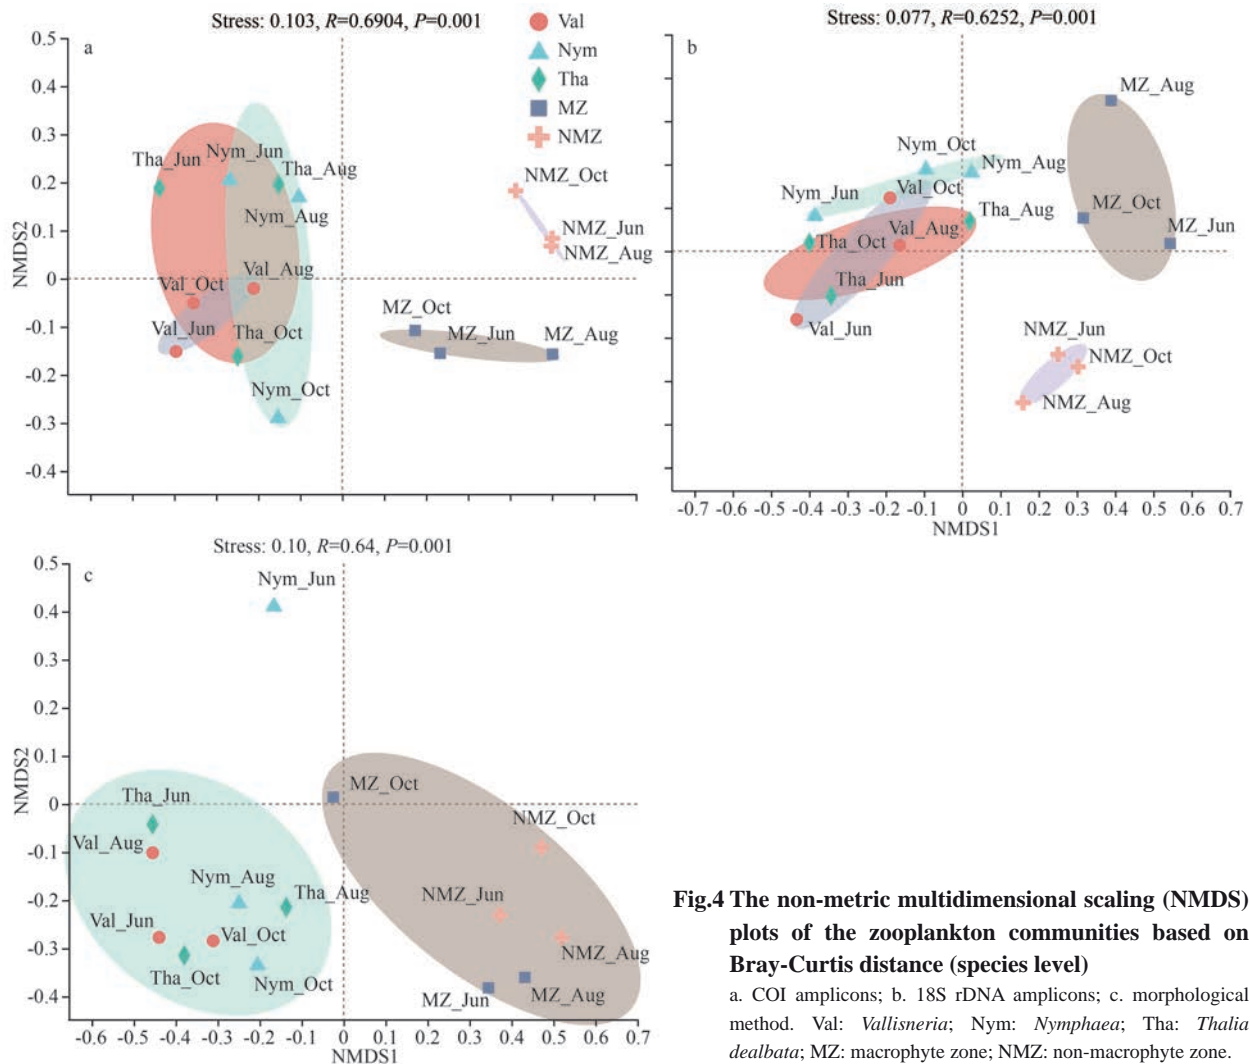 Stress: 0.103, R=0.6904, P=0.001
a
Val
Nym
Tha
MZ
NMZ
0.5
0.4
0.3
0.2
0.1
0
-0.1
-0.2
-0.3
-0.4
NMDS2
Tha_Jun
Nym_Jun
Tha_Aug
Nym_Aug
Val_Aug
Val_Oct
Val_Jun
Tha_Oct
Nym_Oct
NMZ_Oct
NMZ_Jun
NMZ_Aug
MZ_Oct
MZ_Jun
MZ_Aug
Stress: 0.077, R=0.6252, P=0.001
b
MZ_Aug
Nym_Oct
Nym_Aug
Nym_Jun
Val_Oct
Tha_Aug
MZ_Oct
Val_Aug
MZ_Jun
Tha_Oct
Tha_Jun
Val_Jun
NMZ_Jun
NMZ_Oct
NMZ_Aug
-0.7 -0.6 -0.5 -0.4 -0.3 -0.2 -0.1 0 0.1 0.2 0.3 0.4 0.5 0.6 0.7
NMDS1
Stress: 0.10, R=0.64, P=0.001
c
0.5
0.4
0.3
0.2
0.1
0
-0.1
-0.2
-0.3
-0.4
NMDS2
Nym_Jun
MZ_Oct
Tha_Jun
Val_Aug
NMZ_Oct
Nym_Aug
Tha_Aug
NMZ_Jun
Val_Jun
Val_Oct
NMZ_Aug
Tha_Oct
Nym_Oct
MZ_Jun
MZ_Aug
-0.6 -0.5 -0.4 -0.3 -0.2 -0.1 0 0.1 0.2 0.3 0.4 0.5 0.6 0.7
NMDS1
Fig.4 The non-metric multidimensional scaling (NMDS)
plots of the zooplankton communities based on
Bray-Curtis distance (species level)
a. COI amplicons; b. 18S rDNA amplicons; c. morphological
method. Val: Vallisneria; Nym: Nymphaea; Tha: Thalia
dealbata; MZ: macrophyte zone; NMZ: non-macrophyte zone.